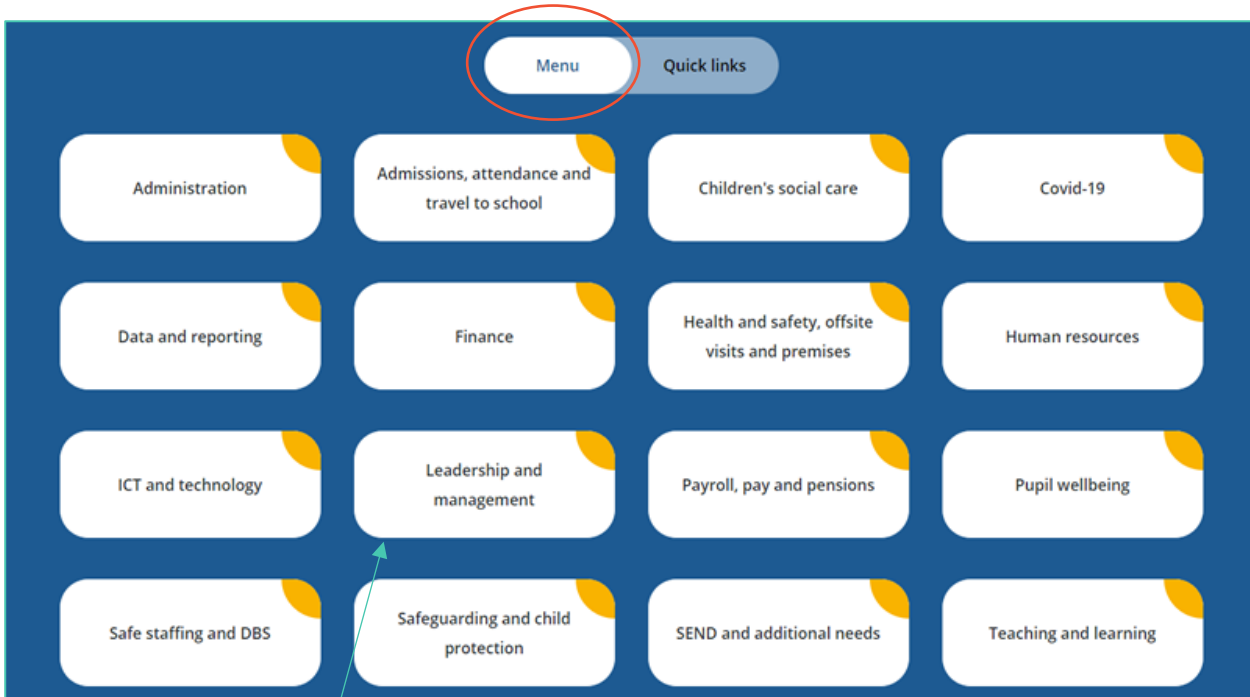 Menu
Quick links
Administration
Admissions, attendance and
travel to school
Children's social care
Covid-19
Data and reporting
Finance
Health and safety, offsite
visits and premises
Human resources
ICT and technology
Leadership and
management
Payroll, pay and pensions
Pupil wellbeing
Safe staffing and DBS
Safeguarding and child
protection
SEND and additional needs
Teaching and learning